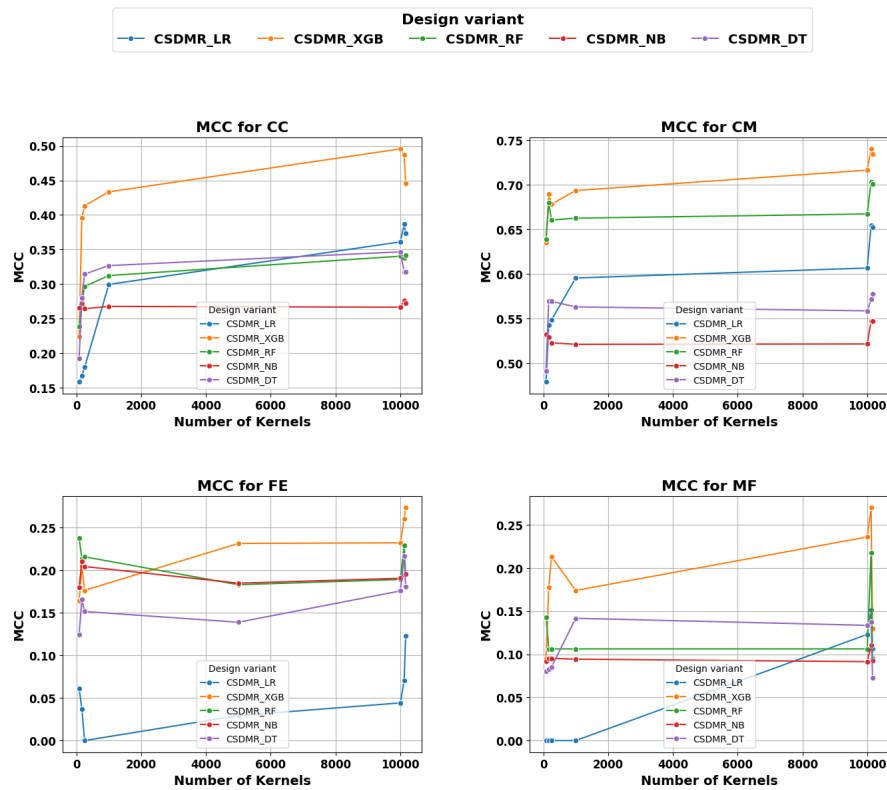 Design variant
CSDMR_LR CSDMR_XGB CSDMR_RF CSDMR_NB CSDMR_DT
MCC for CC
MCC
0.50
0.45
0.40
0.35
0.30
0.25
0.20
0.15
Design variant
CSDMR_LR
CSDMR_XGB
CSDMR_RF
CSDMR_NB
CSDMR_DT
0 2000 4000 6000 8000 10000
Number of Kernels
MCC for CM
MCC
0.75
0.70
0.65
0.60
0.55
0.50
Design variant
CSDMR_LR
CSDMR_XGB
CSDMR_RF
CSDMR_NB
CSDMR_DT
0 2000 4000 6000 8000 10000
Number of Kernels
MCC for FE
MCC
0.25
0.20
0.15
0.10
0.05
0.00
Design variant
CSDMR_LR
CSDMR_XGB
CSDMR_RF
CSDMR_NB
CSDMR_DT
0 2000 4000 6000 8000 10000
Number of Kernels
MCC for MF
MCC
0.25
0.20
0.15
0.10
0.05
0.00
Design variant
CSDMR_LR
CSDMR_XGB
CSDMR_RF
CSDMR_NB
CSDMR_DT
0 2000 4000 6000 8000 10000
Number of Kernels